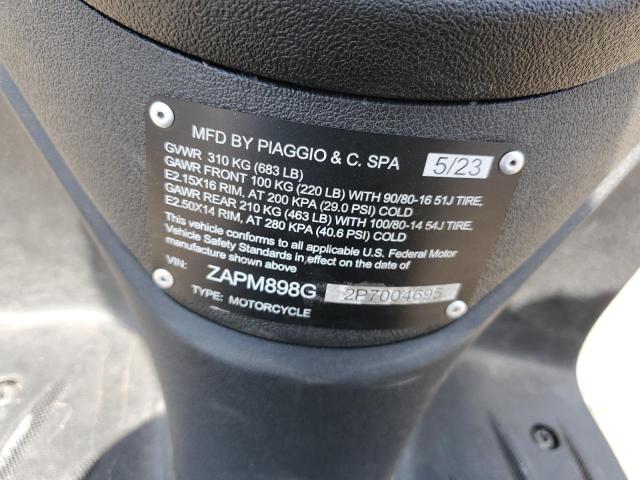 MFD BY PIAGGIO & C. SPA 5/23
GVWR 310 KG (683 LB)
GAWR FRONT 100 KG (220 LB) WITH 90/80-16 51J TIRE,
E2.15X16 RIM, AT 200 KPA (29.0 PSI) COLD
GAWR REAR 210 KG (463 LB) WITH 100/80-14 54J TIRE,
E2.50X14 RIM, AT 280 KPA (40.6 PSI) COLD
This vehicle conforms to all applicable U.S. Federal Motor
Vehicle Safety Standards in effect on the date of
manufacture shown above
VIN: ZAPM898G 2P7004695
TYPE: MOTORCYCLE